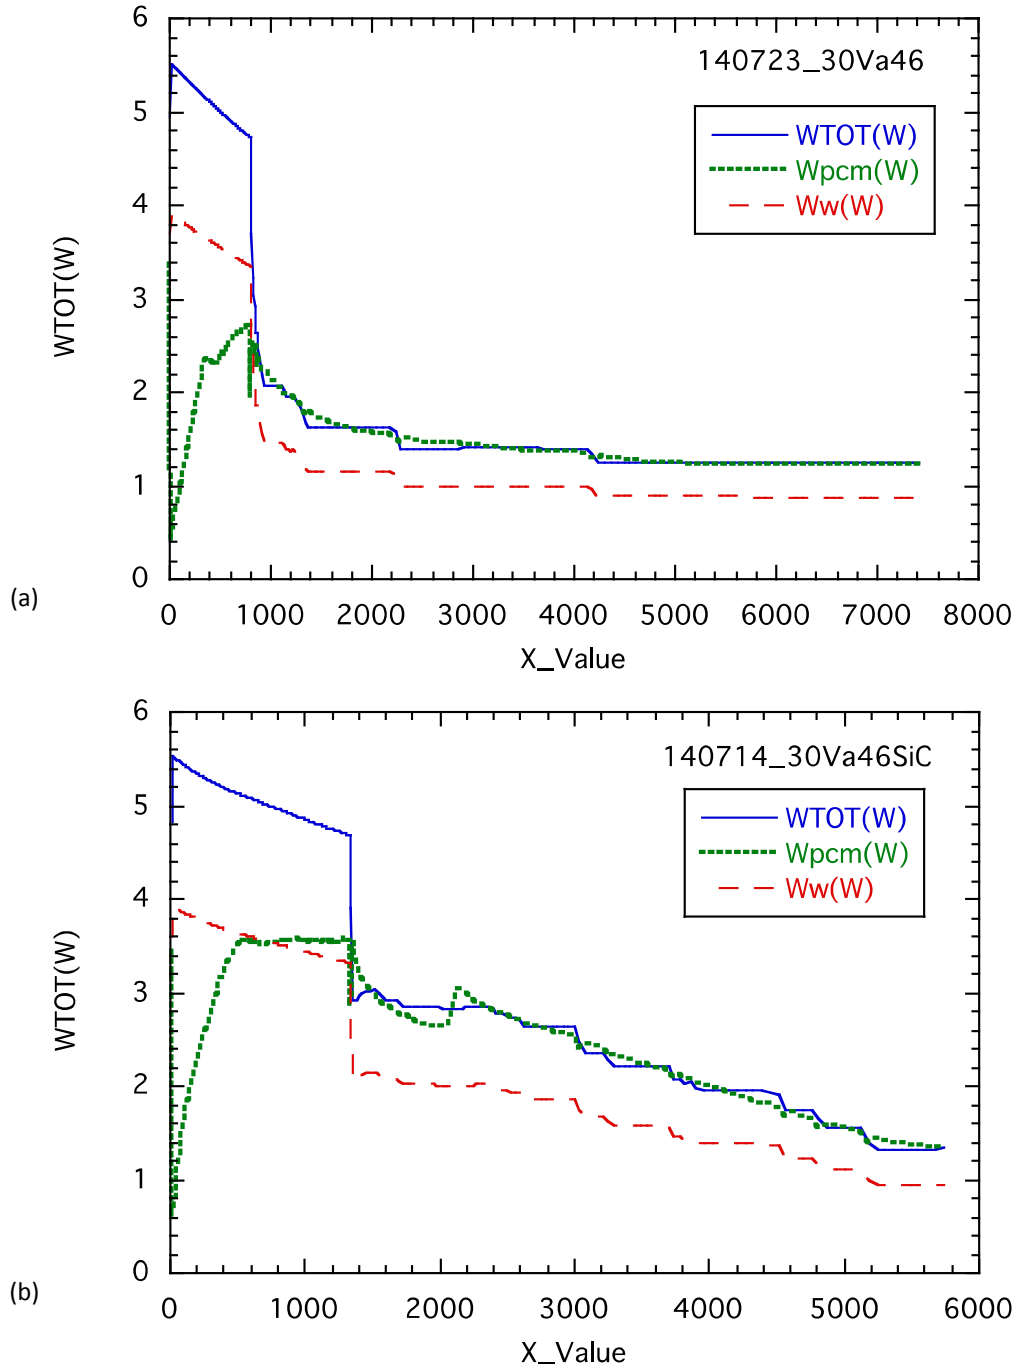 6
140723_30Va46
5
WTOT(W)
Wpcm(W)
4
Ww(W)
WTOT(W)
3
2
1
0
(a)
0 1000 2000 3000 4000 5000 6000 7000 8000
X_Value
6
140714_30Va46SiC
5
WTOT(W)
Wpcm(W)
4
Ww(W)
WTOT(W)
3
2
1
0
(b)
0 1000 2000 3000 4000 5000 6000
X_Value